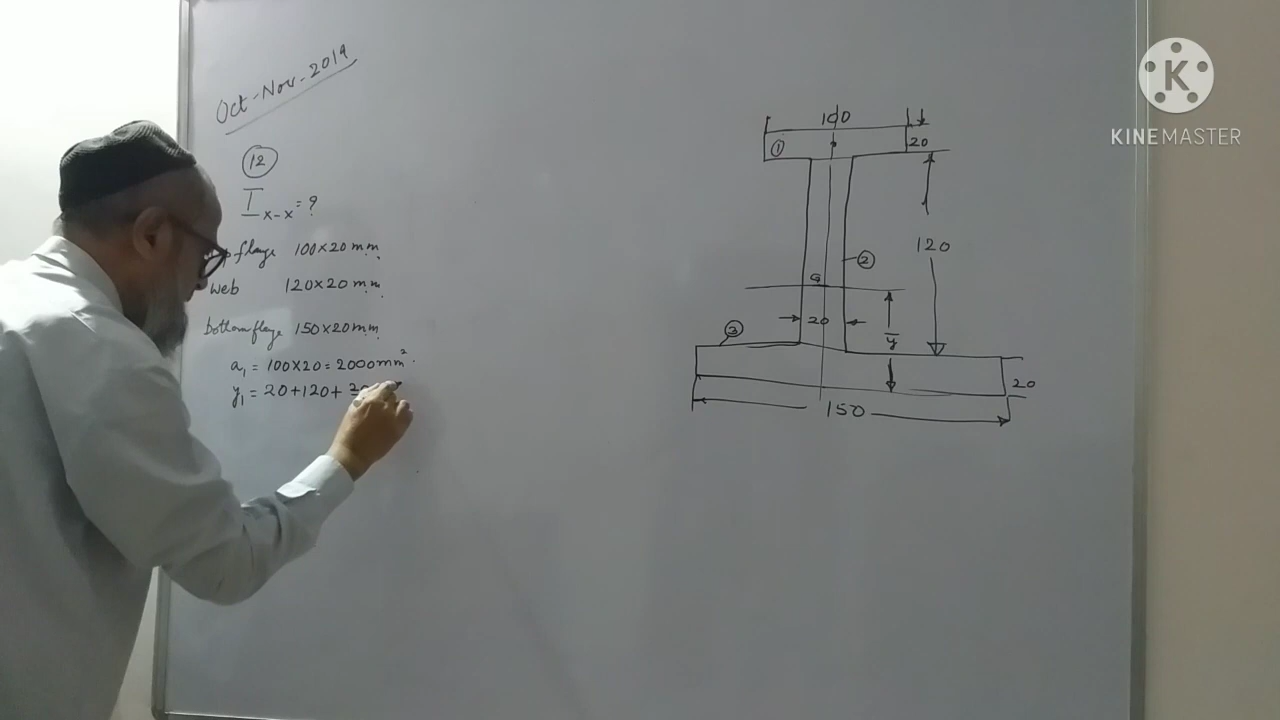 Oct-Nov-2019
12
I x-x = ?
flange 100×20 mm
web 120×20 mm
bottom flange 150×20 mm
a₁ = 100×20 = 2000 mm²
y₁ = 20+120+
100
20
①
②
120
G
20
ȳ
③
20
150
K
KINEMASTER